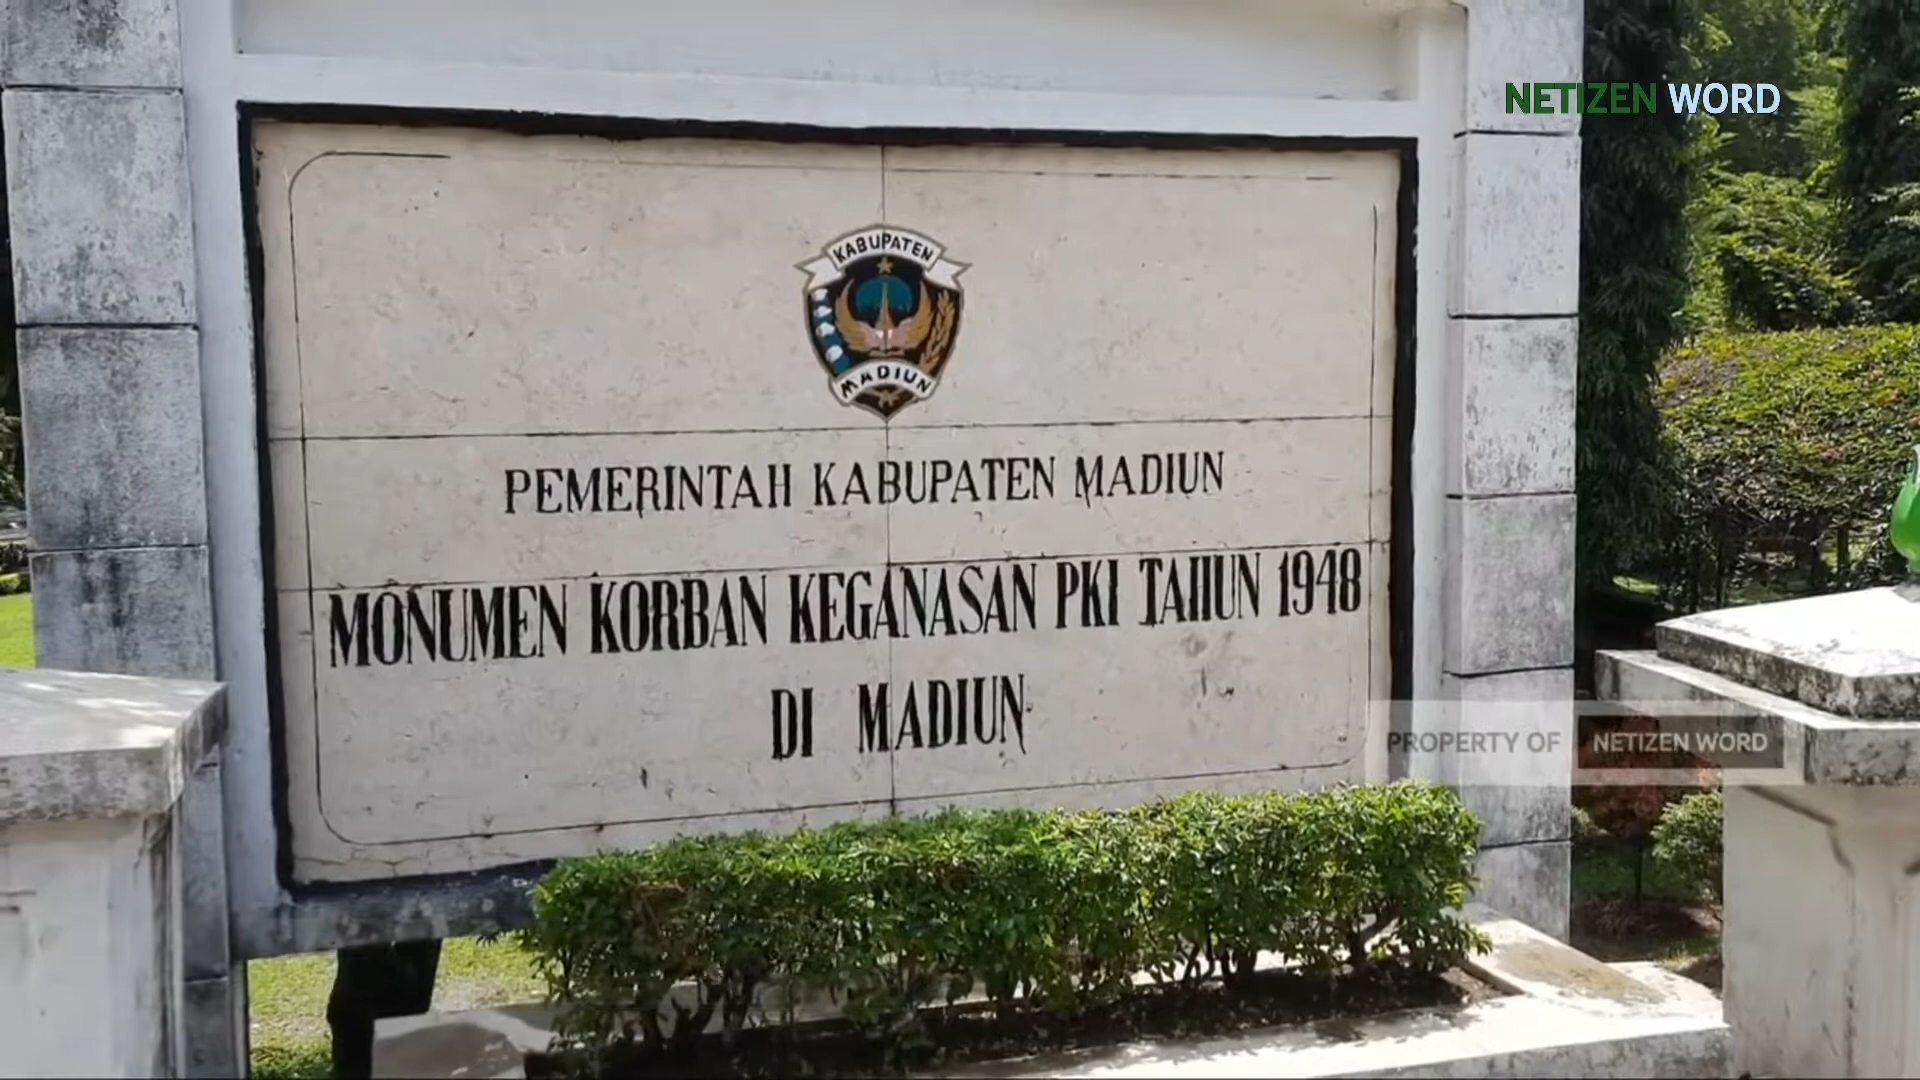 NETIZEN WORD
KABUPATEN
MADIUN
PEMERINTAH KABUPATEN MADIUN
MONUMEN KORBAN KEGANASAN PKI TAHUN 1948
DI MADIUN
PROPERTY OF NETIZEN WORD